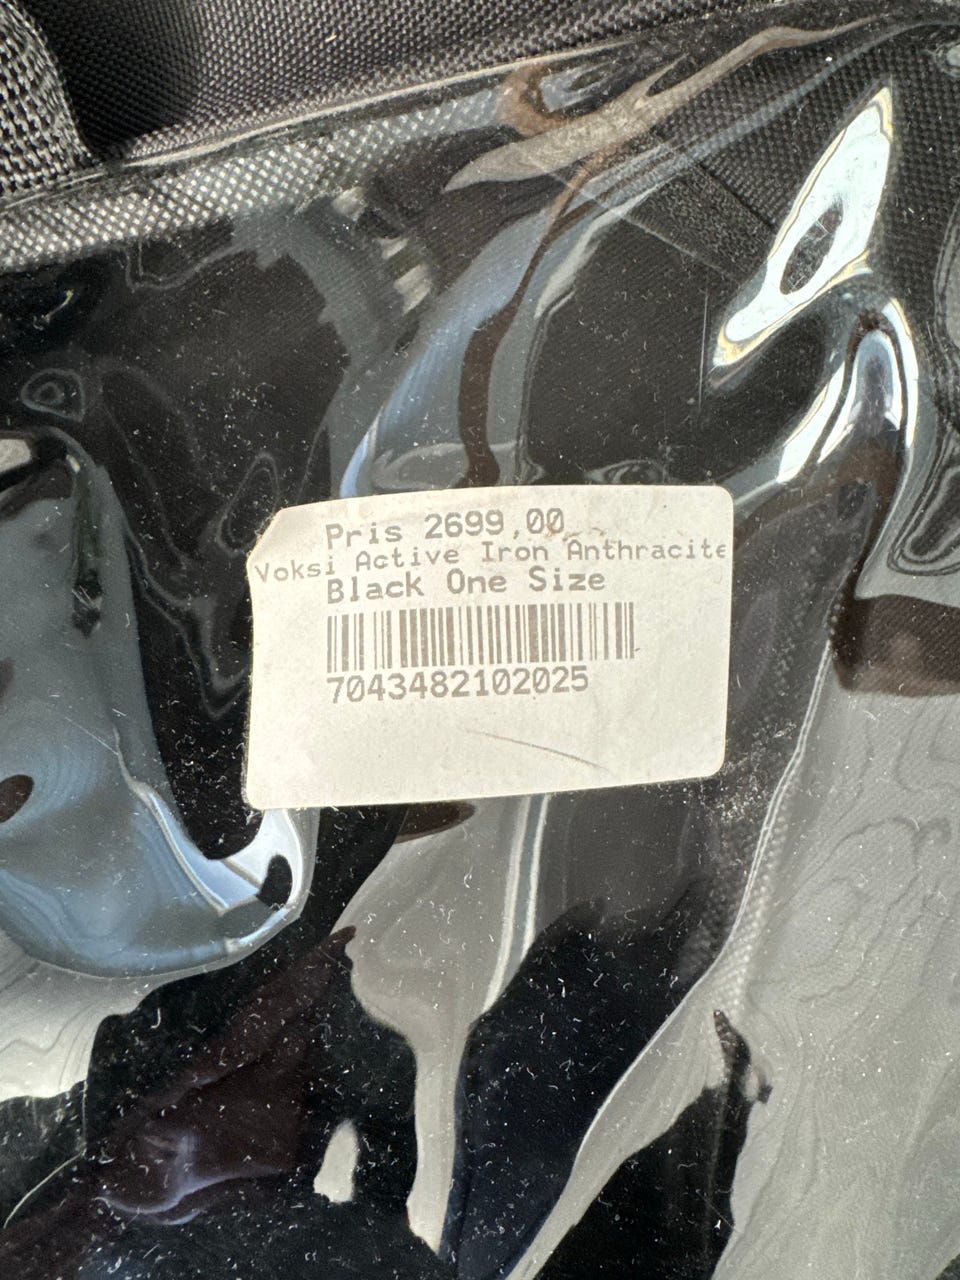 Pris 2699,00
Voksi Active Iron Anthracite
Black One Size
7043482102025